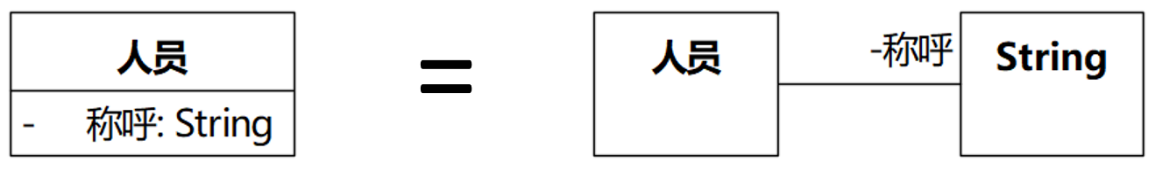 人员
- 称呼: String
=
人员
-称呼
String